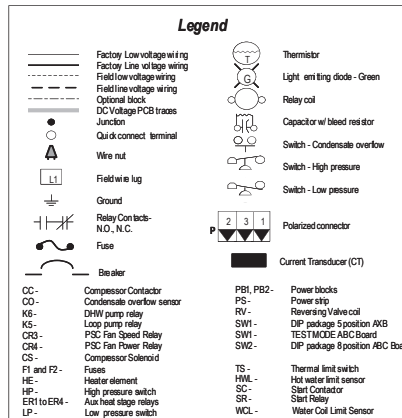 Legend
Factory Low voltage wiring
Factory Line voltage wiring
Field low voltage wiring
Field line voltage wiring
Optional block
DC Voltage PCB traces
Junction
Quick connect terminal
Wire nut
L1 Field wire lug
Ground
Relay Contacts-
N.O., N.C.
Fuse
Breaker
T Thermistor
G Light emitting diode - Green
Relay coil
Capacitor w/ bleed resistor
Switch - Condensate overflow
Switch - High pressure
Switch - Low pressure
P 2 3 1 Polarized connector
Current Transducer (CT)
CC - Compressor Contactor
CO - Condensate overflow sensor
K6 - DHW pump relay
K5 - Loop pump relay
CR3 - PSC Fan Speed Relay
CR4 - PSC Fan Power Relay
CS - Compressor Solenoid
F1 and F2 - Fuses
HE - Heater element
HP - High pressure switch
ER1 to ER4 - Aux heat stage relays
LP - Low pressure switch
PB1, PB2 - Power blocks
PS - Power strip
RV - Reversing Valve coil
SW1 - DIP package 5 position AXB
SW1 - TEST MODE ABC Board
SW2 - DIP package 8 position ABC Boa
TS - Thermal limit switch
HWL - Hot water limit sensor
SC - Start Contactor
SR - Start Relay
WCL - Water Coil Limit Sensor